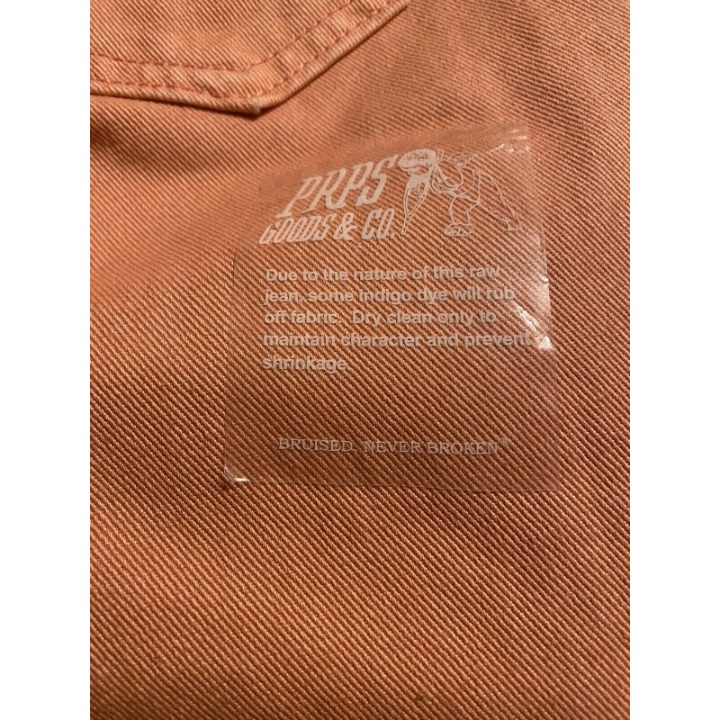 PRPS
GOODS & CO.
Due to the nature of this raw
jean, some indigo dye will rub
off fabric. Dry clean only to
maintain character and prevent
shrinkage.
BRUISED, NEVER BROKEN®